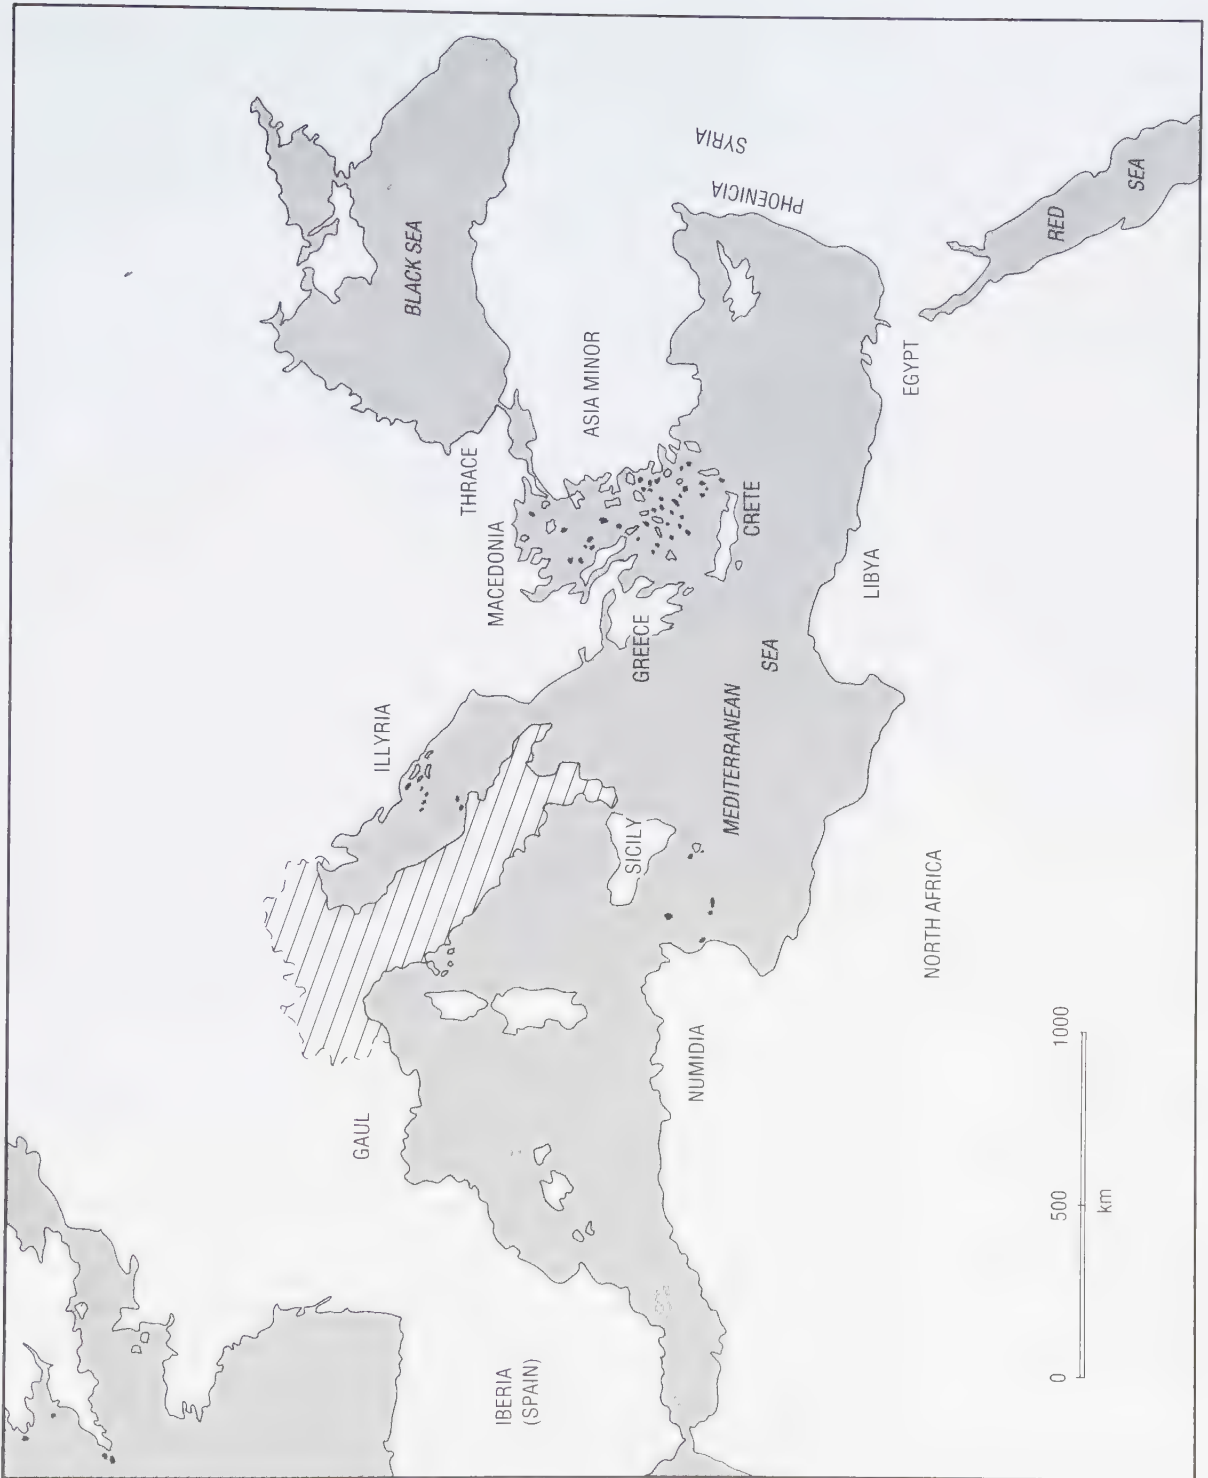 GAUL
ILLYRIA
MACEDONIA
THRACE
BLACK SEA
IBERIA
(SPAIN)
ASIA MINOR
GREECE
SICILY
CRETE
SYRIA
PHOENICIA
MEDITERRANEAN
SEA
NUMIDIA
LIBYA
EGYPT
NORTH AFRICA
RED
SEA
0
500
1000
km